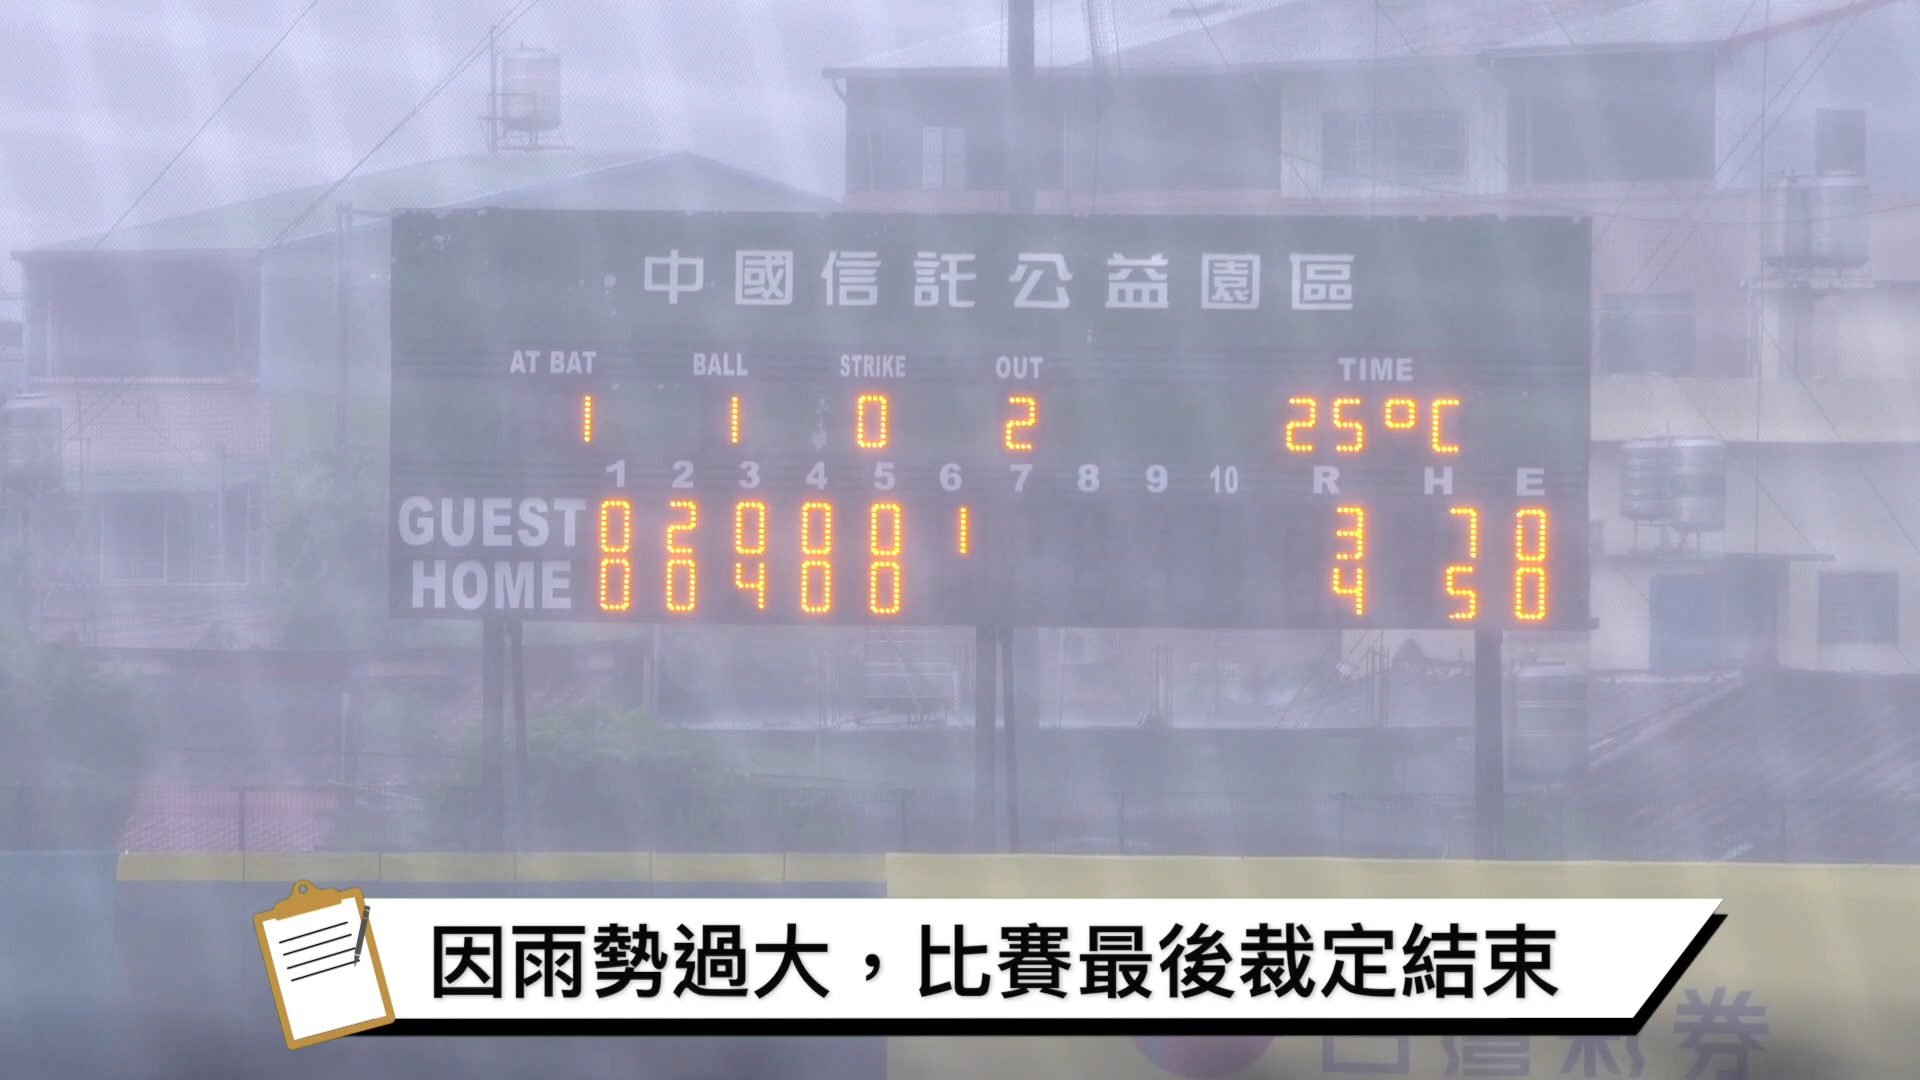 中國信託公益園區
AT BAT BALL STRIKE OUT TIME
1 1 0 2 25°C
1 2 3 4 5 6 7 8 9 10 R H E
GUEST 0 2 0 0 0 1 3 7 0
HOME 0 0 4 0 0 4 5 0
因雨勢過大，比賽最後裁定結束